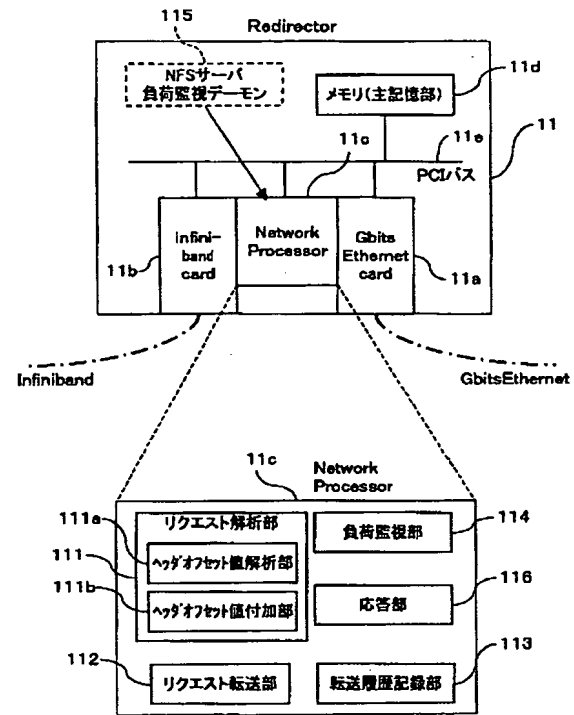 115
Redirector
NFSサーバ
負荷監視デーモン
メモリ(主記憶部)
11d
11c
11e
PCIバス
11
Infini-
band
card
Network
Processor
Gbits
Ethernet
card
11b
11a
Infiniband
GbitsEthernet
11c
Network
Processor
111a
リクエスト解析部
111
ヘッダオフセット値解析部
111b
ヘッダオフセット値付加部
負荷監視部
114
応答部
116
112
リクエスト転送部
転送履歴記録部
113